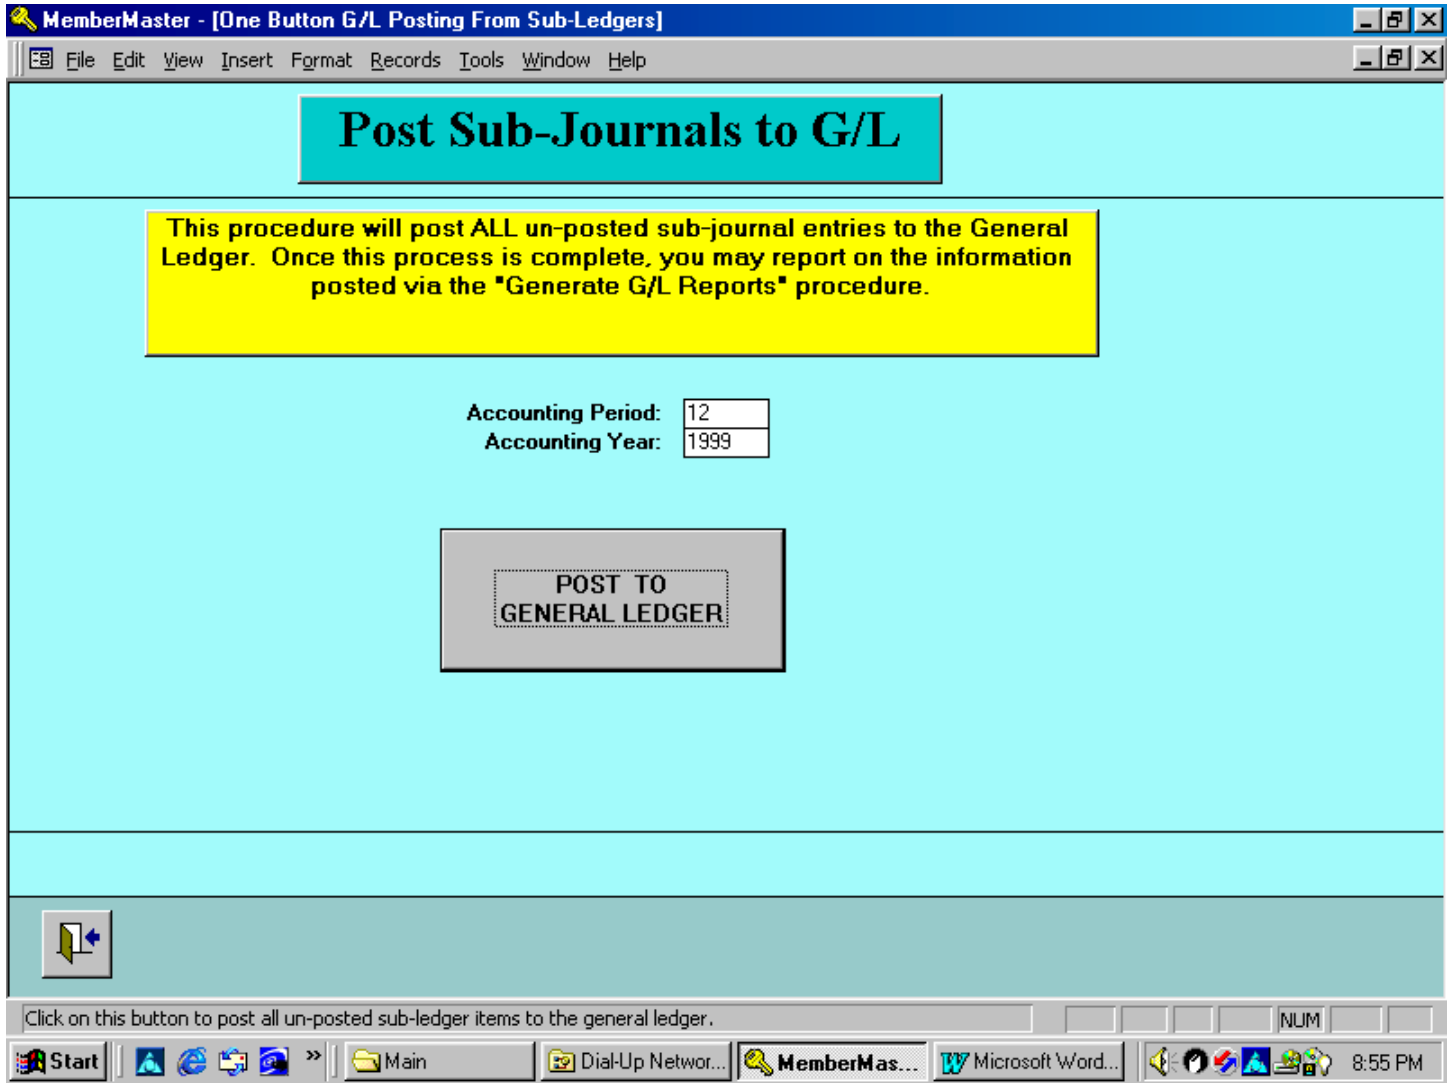 MemberMaster - [One Button G/L Posting From Sub-Ledgers]
File Edit View Insert Format Records Tools Window Help
Post Sub-Journals to G/L
This procedure will post ALL un-posted sub-journal entries to the General
Ledger. Once this process is complete, you may report on the information
posted via the "Generate G/L Reports" procedure.
Accounting Period: 12
Accounting Year: 1999
POST TO
GENERAL LEDGER
Click on this button to post all un-posted sub-ledger items to the general ledger.
NUM
Start » Main Dial-Up Networ... MemberMas... Microsoft Word... 8:55 PM